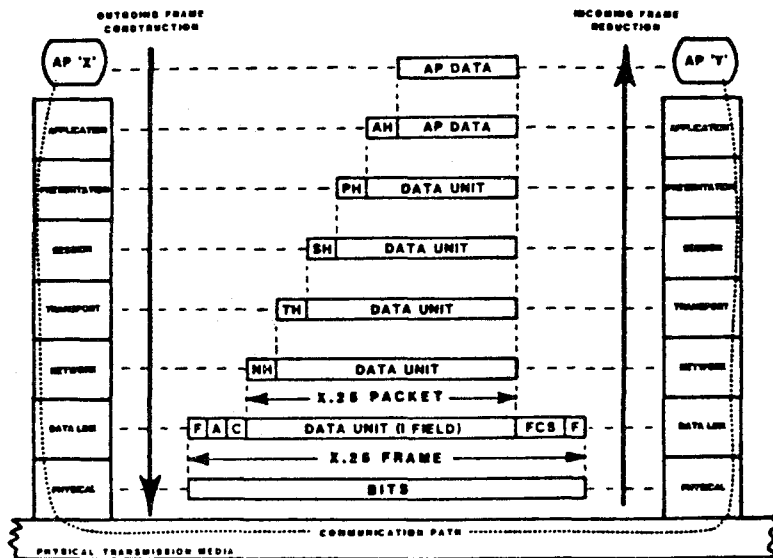 OUTGOING FRAME
CONSTRUCTION
INCOMING FRAME
REDUCTION
AP 'X'
AP DATA
AP 'Y'
APPLICATION
AH
AP DATA
APPLICATION
PRESENTATION
PH
DATA UNIT
PRESENTATION
SESSION
SH
DATA UNIT
SESSION
TRANSPORT
TH
DATA UNIT
TRANSPORT
NETWORK
NH
DATA UNIT
NETWORK
X.25 PACKET
DATA LINK
F
A
C
DATA UNIT (I FIELD)
FCS
F
DATA LINK
X.25 FRAME
PHYSICAL
BITS
PHYSICAL
COMMUNICATION PATH
PHYSICAL TRANSMISSION MEDIA